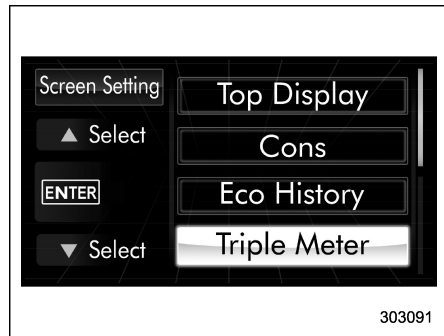 Screen Setting
▲ Select
ENTER
▼ Select
Top Display
Cons
Eco History
Triple Meter
303091